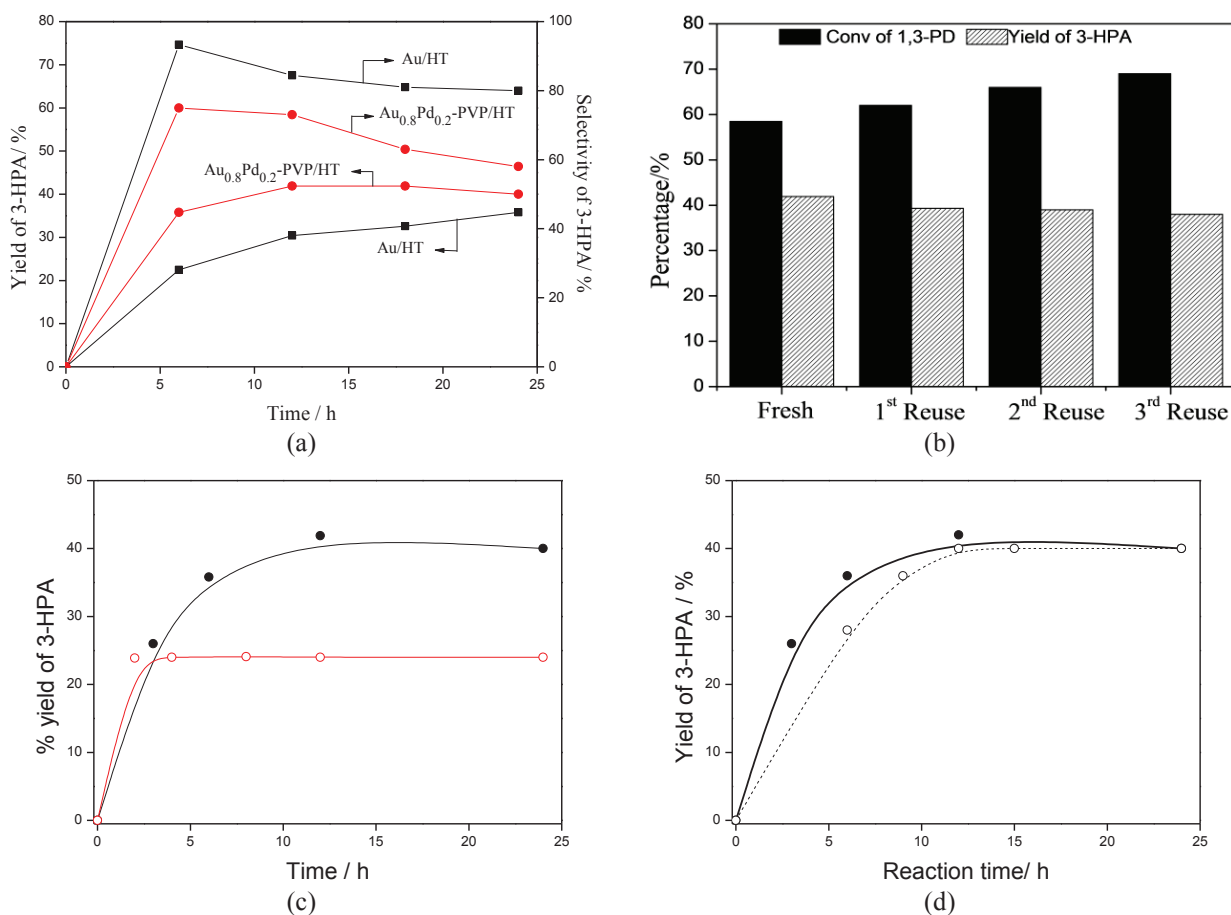 80
70
60
50
40
30
20
10
0
Yield of 3-HPA/ %
100
80
60
40
20
0
Selectivity of 3-HPA/ %
Au/HT
Au0.8Pd0.2-PVP/HT
Au0.8Pd0.2-PVP/HT
Au/HT
0 5 10 15 20 25
Time / h
(a)
Conv of 1,3-PD Yield of 3-HPA
80
70
60
50
40
30
20
10
0
Percentage/%
Fresh 1st Reuse 2nd Reuse 3rd Reuse
(b)
50
40
30
20
10
0
% yield of 3-HPA
0 5 10 15 20 25
Time / h
(c)
50
40
30
20
10
0
Yield of 3-HPA / %
0 5 10 15 20 25
Reaction time/ h
(d)